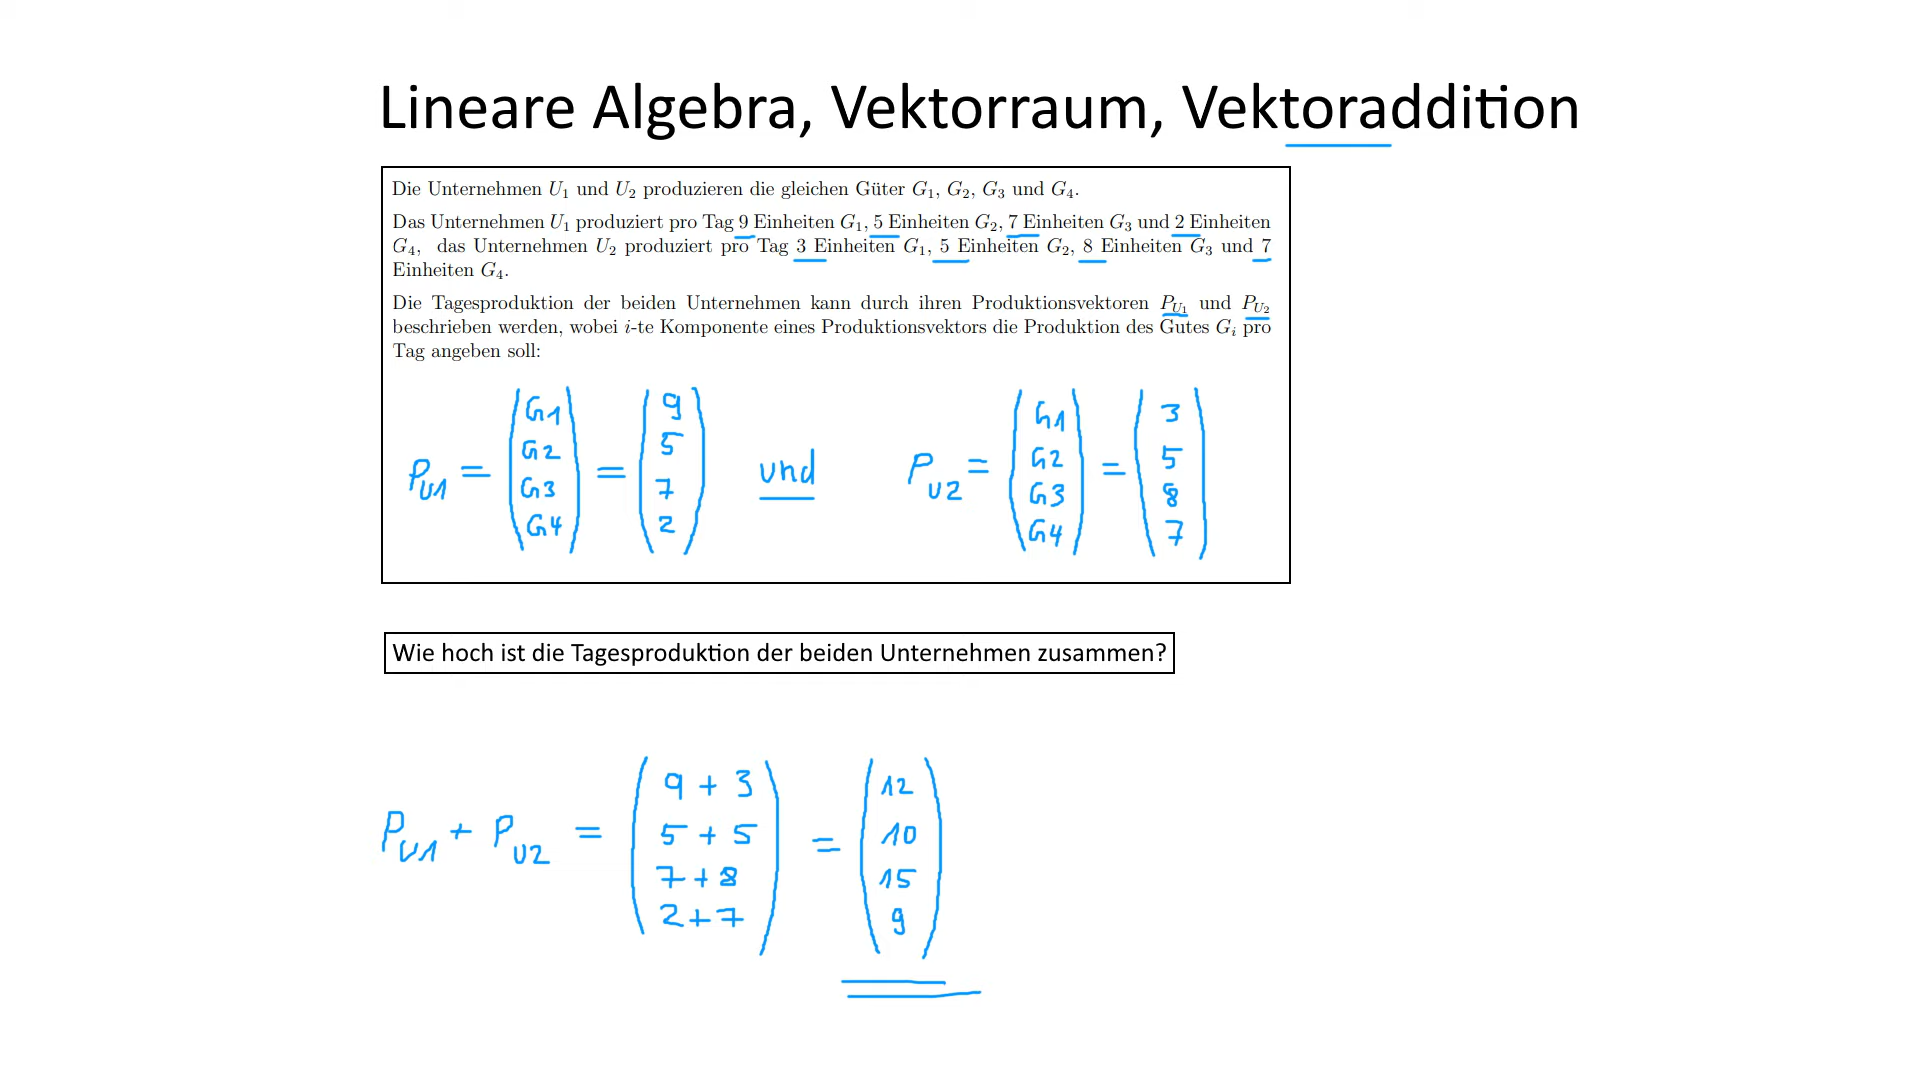 Lineare Algebra, Vektorraum, Vektoraddition
Die Unternehmen U₁ und U₂ produzieren die gleichen Güter G₁, G₂, G₃ und G₄.
Das Unternehmen U₁ produziert pro Tag 9 Einheiten G₁, 5 Einheiten G₂, 7 Einheiten G₃ und 2 Einheiten
G₄, das Unternehmen U₂ produziert pro Tag 3 Einheiten G₁, 5 Einheiten G₂, 8 Einheiten G₃ und 7
Einheiten G₄.
Die Tagesproduktion der beiden Unternehmen kann durch ihren Produktionsvektoren P_U₁ und P_U₂
beschrieben werden, wobei i-te Komponente eines Produktionsvektors die Produktion des Gutes Gᵢ pro
Tag angeben soll:
P_U1 = (G1 G2 G3 G4) = (9 5 7 2) und P_U2 = (G1 G2 G3 G4) = (3 5 8 7)
Wie hoch ist die Tagesproduktion der beiden Unternehmen zusammen?
P_U1 + P_U2 = (9 + 3 5 + 5 7 + 8 2 + 7) = (12 10 15 9)